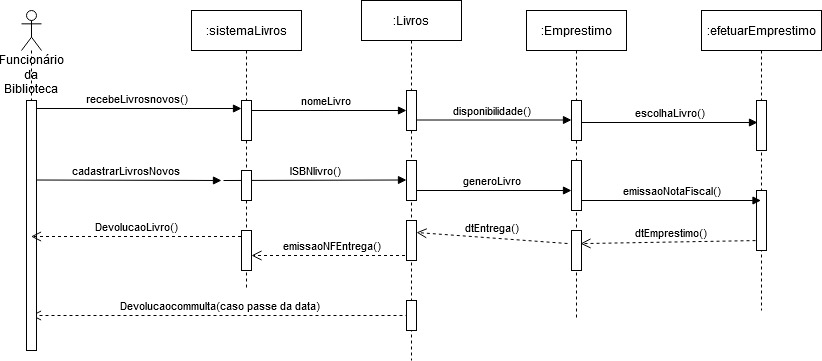 :sistemaLivros
:Livros
:Emprestimo
:efetuarEmprestimo
Funcionário
da
Biblioteca
recebeLivrosnovos()
nomeLivro
disponibilidade()
escolhaLivro()
cadastrarLivrosNovos
ISBNlivro()
generoLivro
emissaoNotaFiscal()
DevolucaoLivro()
emissaoNFEntrega()
dtEntrega()
dtEmprestimo()
Devolucaocommulta(caso passe da data)